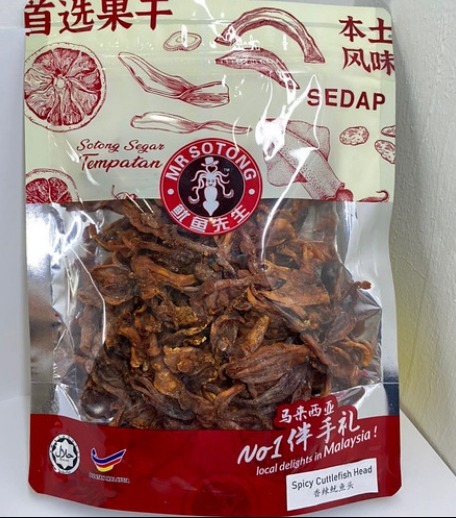 首选果干
本土
风味
SEDAP
Sotong Segar
Tempatan
MR SOTONG
鱿鱼先生
马来西亚
No1伴手礼
local delights in Malaysia!
Spicy Cuttlefish Head
香辣鱿鱼头